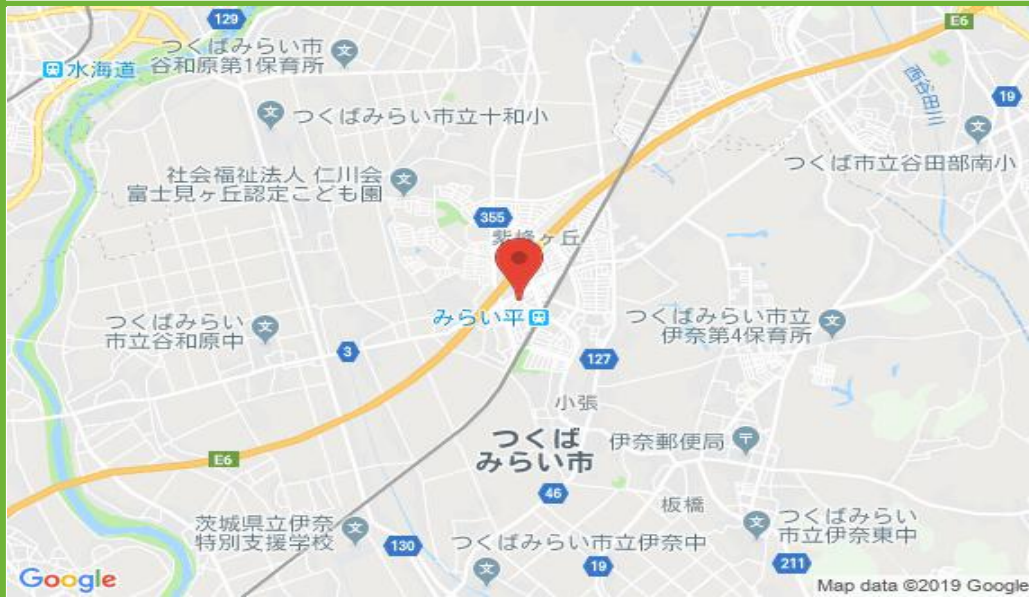 129
E6
つくばみらい市
谷和原第1保育所
水海道
西谷田川
19
つくばみらい市立十和小
つくば市立谷田部南小
社会福祉法人 仁川会
富士見ヶ丘認定こども園
355
紫峰ヶ丘
みらい平
つくばみらい
市立谷和原中
つくばみらい市立
伊奈第4保育所
3
127
小張
つくば
みらい市
伊奈郵便局
E6
46
板橋
茨城県立伊奈
特別支援学校
130
つくばみらい市立伊奈中
つくばみらい
市立伊奈東中
19
211
Google
Map data ©2019 Google